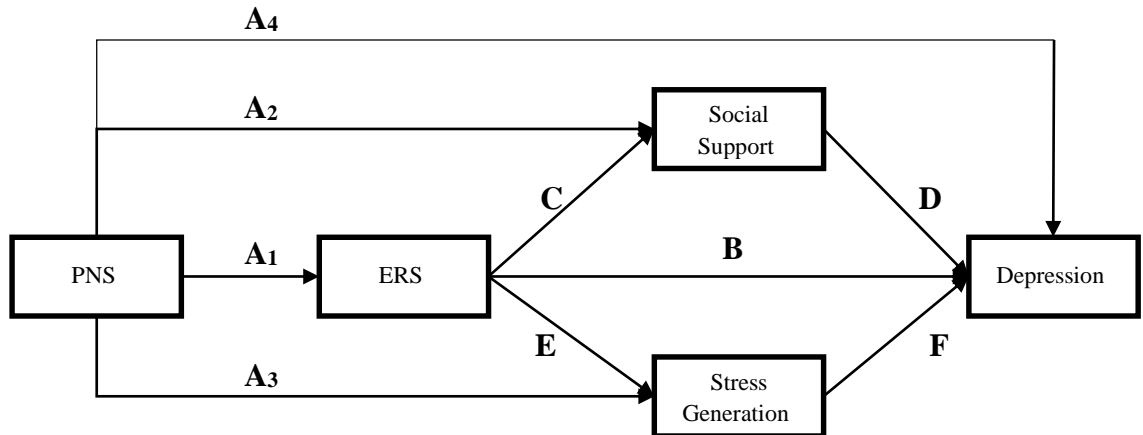 A4
A2
Social
Support
C
D
PNS
A1
ERS
B
Depression
E
F
A3
Stress
Generation